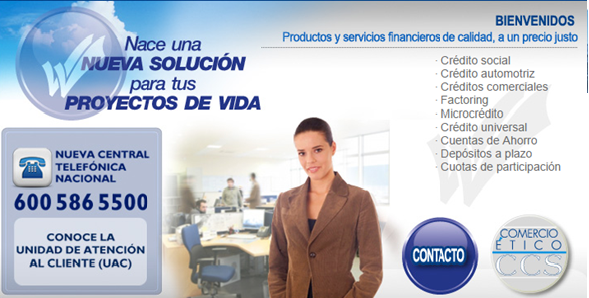 Nace una
NUEVA SOLUCIÓN
para tus
PROYECTOS DE VIDA
BIENVENIDOS
Productos y servicios financieros de calidad, a un precio justo
· Crédito social
· Crédito automotriz
· Créditos comerciales
· Factoring
· Microcrédito
· Crédito universal
· Cuentas de Ahorro
· Depósitos a plazo
· Cuotas de participación
NUEVA CENTRAL
TELEFÓNICA
NACIONAL
600 586 5500
CONOCE LA
UNIDAD DE ATENCIÓN
AL CLIENTE (UAC)
CONTACTO
COMERCIO
ÉTICO
CCS